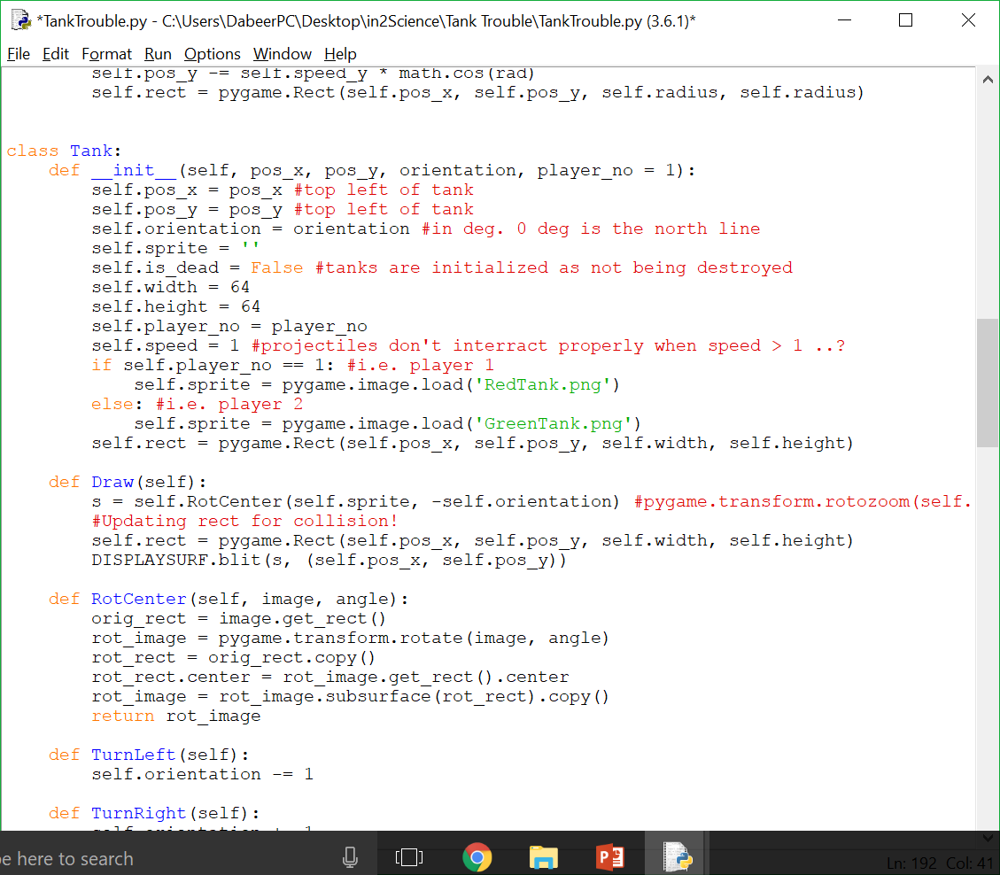 *TankTrouble.py - C:\Users\DabeerPC\Desktop\in2Science\Tank Trouble\TankTrouble.py (3.6.1)*
File Edit Format Run Options Window Help
        self.pos_y -= self.speed_y * math.cos(rad)
        self.rect = pygame.Rect(self.pos_x, self.pos_y, self.radius, self.radius)
class Tank:
    def __init__(self, pos_x, pos_y, orientation, player_no = 1):
        self.pos_x = pos_x #top left of tank
        self.pos_y = pos_y #top left of tank
        self.orientation = orientation #in deg. 0 deg is the north line
        self.sprite = ''
        self.is_dead = False #tanks are initialized as not being destroyed
        self.width = 64
        self.height = 64
        self.player_no = player_no
        self.speed = 1 #projectiles don't interract properly when speed > 1 ..?
        if self.player_no == 1: #i.e. player 1
            self.sprite = pygame.image.load('RedTank.png')
        else: #i.e. player 2
            self.sprite = pygame.image.load('GreenTank.png')
        self.rect = pygame.Rect(self.pos_x, self.pos_y, self.width, self.height)
    def Draw(self):
        s = self.RotCenter(self.sprite, -self.orientation) #pygame.transform.rotozoom(self.
        #Updating rect for collision!
        self.rect = pygame.Rect(self.pos_x, self.pos_y, self.width, self.height)
        DISPLAYSURF.blit(s, (self.pos_x, self.pos_y))
    def RotCenter(self, image, angle):
        orig_rect = image.get_rect()
        rot_image = pygame.transform.rotate(image, angle)
        rot_rect = orig_rect.copy()
        rot_rect.center = rot_image.get_rect().center
        rot_image = rot_image.subsurface(rot_rect).copy()
        return rot_image
    def TurnLeft(self):
        self.orientation -= 1
    def TurnRight(self):
e here to search
Ln: 192 Col: 41